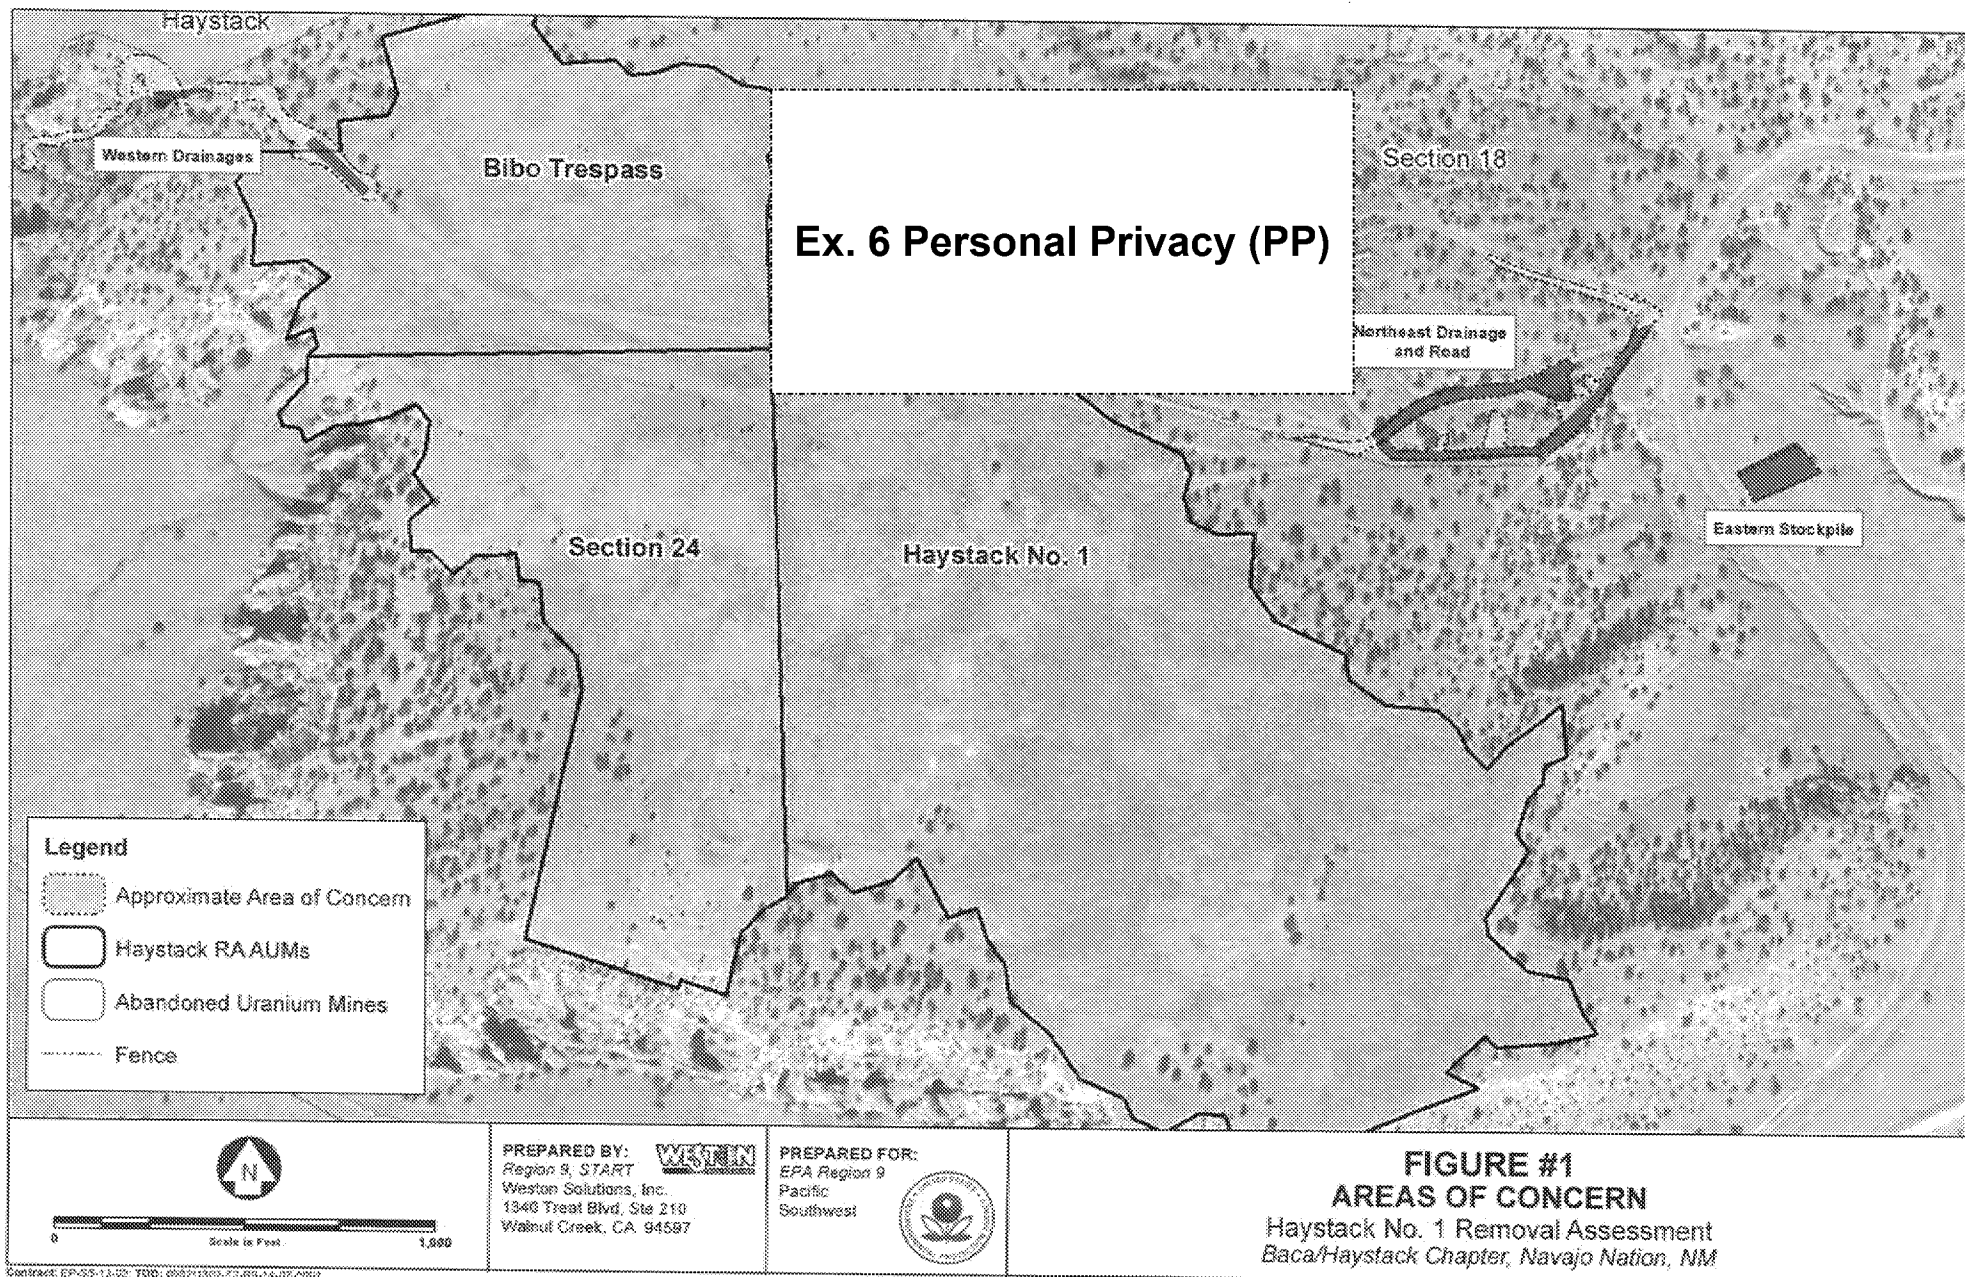 Haystack
Western Drainages
Bibo Trespass
Ex. 6 Personal Privacy (PP)
Section 18
Northeast Drainage
and Road
Eastern Stockpile
Section 24
Haystack No. 1
Legend
Approximate Area of Concern
Haystack RA AUMs
Abandoned Uranium Mines
Fence
N
0
Scale in Feet
1,000
PREPARED BY:
WESTON
Region 9, START
Weston Solutions, Inc.
1340 Treat Blvd, Ste 210
Walnut Creek, CA 94597
PREPARED FOR:
EPA Region 9
Pacific
Southwest
FIGURE #1
AREAS OF CONCERN
Haystack No. 1 Removal Assessment
Baca/Haystack Chapter, Navajo Nation, NM